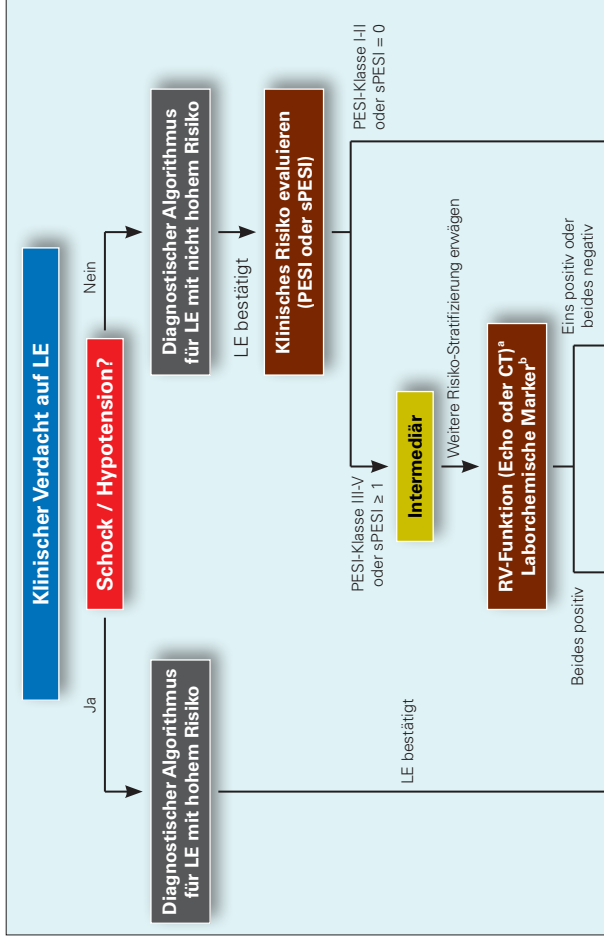 Klinischer Verdacht auf LE
Schock / Hypotension?
Ja
Nein
Diagnostischer Algorithmus
für LE mit hohem Risiko
Diagnostischer Algorithmus
für LE mit nicht hohem Risiko
LE bestätigt
Klinisches Risiko evaluieren
(PESI oder sPESI)
PESI-Klasse III-V
oder sPESI ≥ 1
PESI-Klasse I-II
oder sPESI = 0
Intermediär
LE bestätigt
Weitere Risiko-Stratifizierung erwägen
RV-Funktion (Echo oder CT)ᵃ
Laborchemische Markerᵇ
Beides positiv
Eins positiv oder
beides negativ